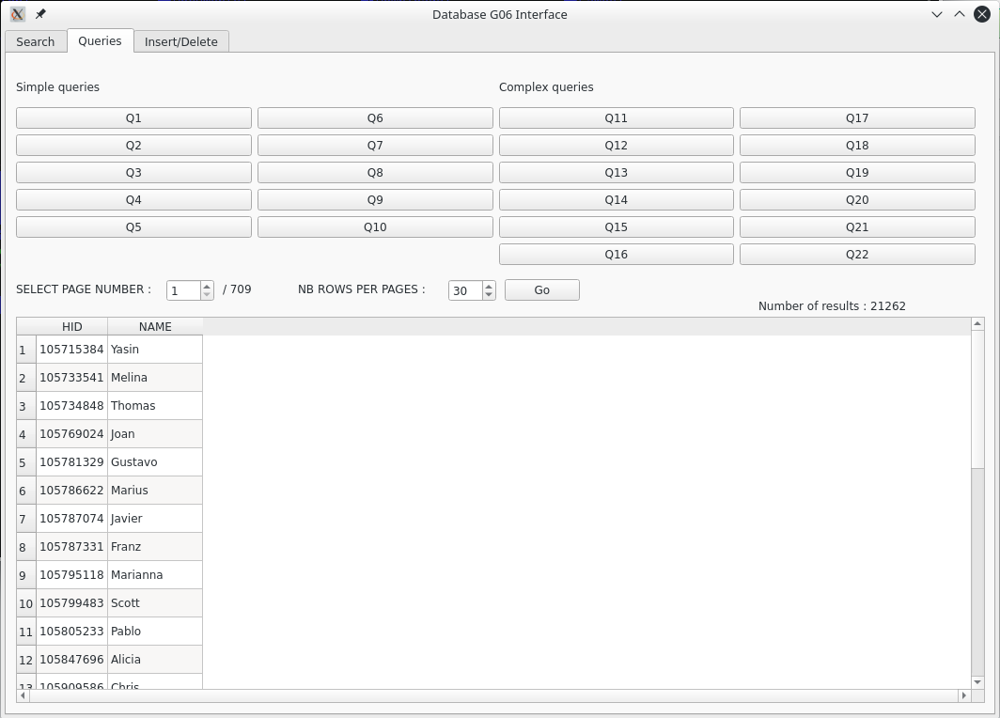 Database G06 Interface
Search Queries Insert/Delete
Simple queries Complex queries
Q1 Q6 Q11 Q17
Q2 Q7 Q12 Q18
Q3 Q8 Q13 Q19
Q4 Q9 Q14 Q20
Q5 Q10 Q15 Q21
Q16 Q22
SELECT PAGE NUMBER : 1 / 709 NB ROWS PER PAGES : 30 Go
Number of results : 21262
HID NAME
1 105715384 Yasin
2 105733541 Melina
3 105734848 Thomas
4 105769024 Joan
5 105781329 Gustavo
6 105786622 Marius
7 105787074 Javier
8 105787331 Franz
9 105795118 Marianna
10 105799483 Scott
11 105805233 Pablo
12 105847696 Alicia
13 105909586 Chris